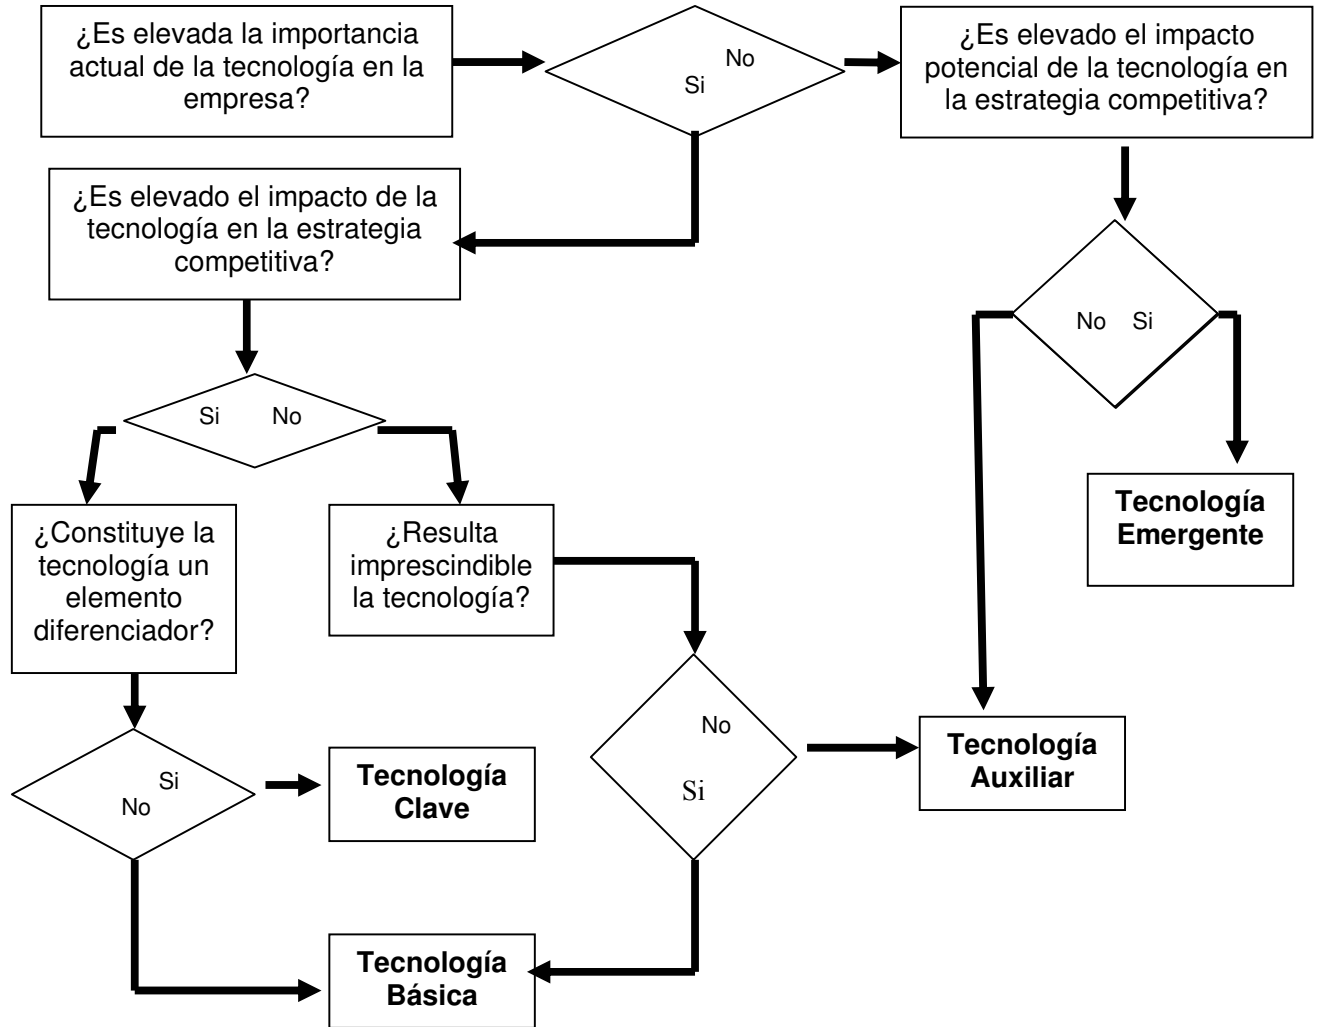 ¿Es elevada la importancia
actual de la tecnología en la
empresa?
No
Si
¿Es elevado el impacto
potencial de la tecnología en
la estrategia competitiva?
¿Es elevado el impacto de la
tecnología en la estrategia
competitiva?
No Si
Si No
Tecnología
Emergente
¿Constituye la
tecnología un
elemento
diferenciador?
¿Resulta
imprescindible
la tecnología?
No
Si
Tecnología
Auxiliar
Si
No
Tecnología
Clave
Tecnología
Básica